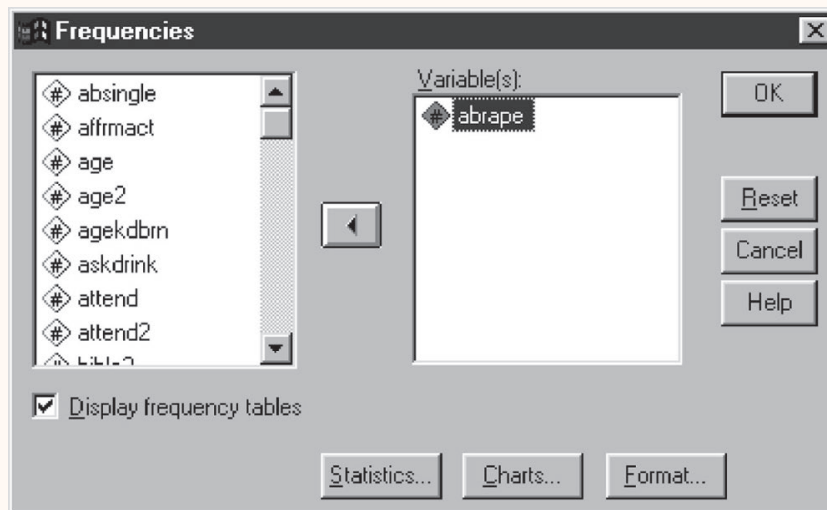 Frequencies
absingle
affrmact
age
age2
agekdbrn
askdrink
attend
attend2
Variable(s):
abrape
OK
Reset
Cancel
Help
Display frequency tables
Statistics...
Charts...
Format...